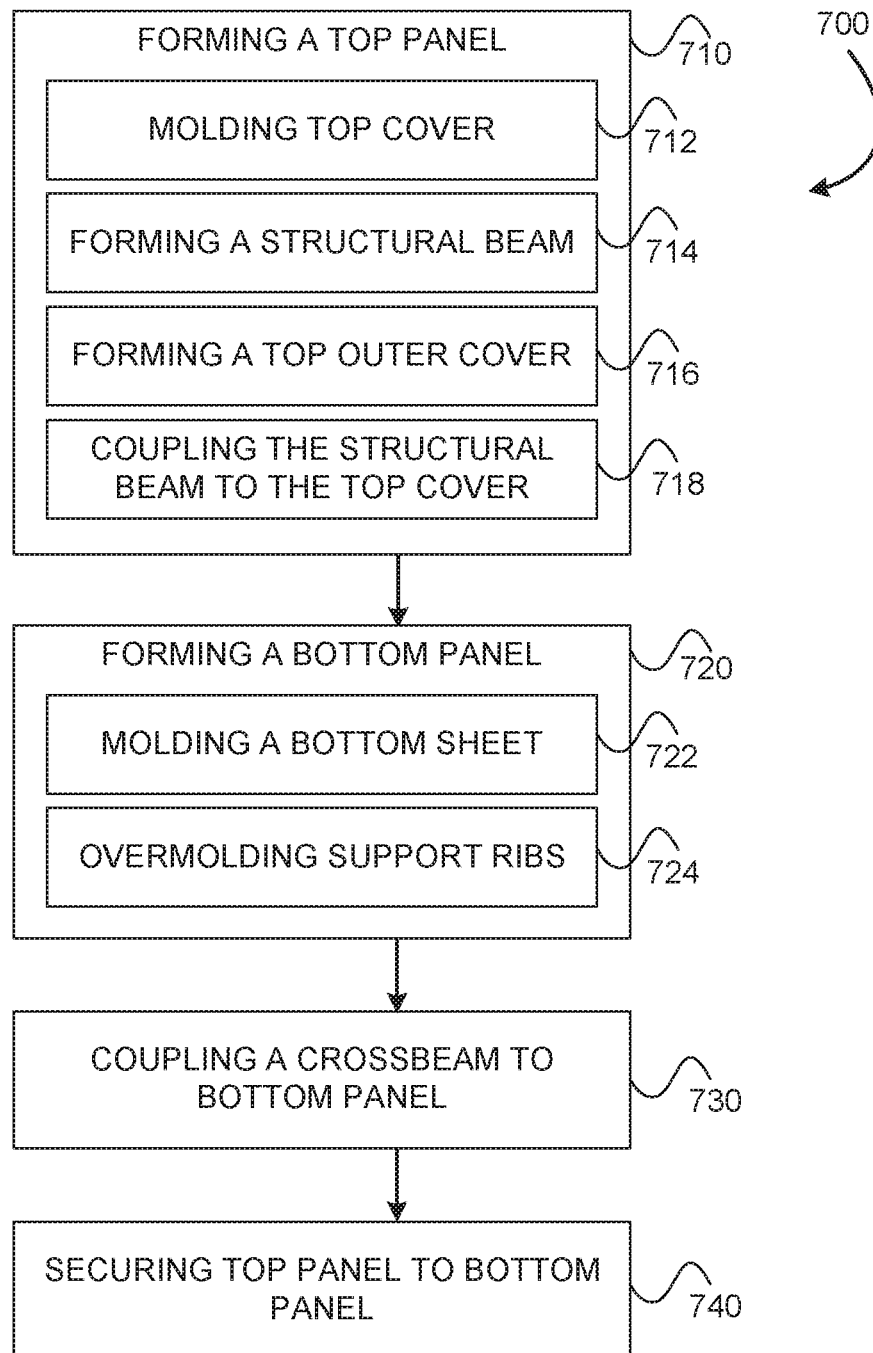 FORMING A TOP PANEL
710
700
MOLDING TOP COVER
712
FORMING A STRUCTURAL BEAM
714
FORMING A TOP OUTER COVER
716
COUPLING THE STRUCTURAL
BEAM TO THE TOP COVER
718
FORMING A BOTTOM PANEL
720
MOLDING A BOTTOM SHEET
722
OVERMOLDING SUPPORT RIBS
724
COUPLING A CROSSBEAM TO
BOTTOM PANEL
730
SECURING TOP PANEL TO BOTTOM
PANEL
740